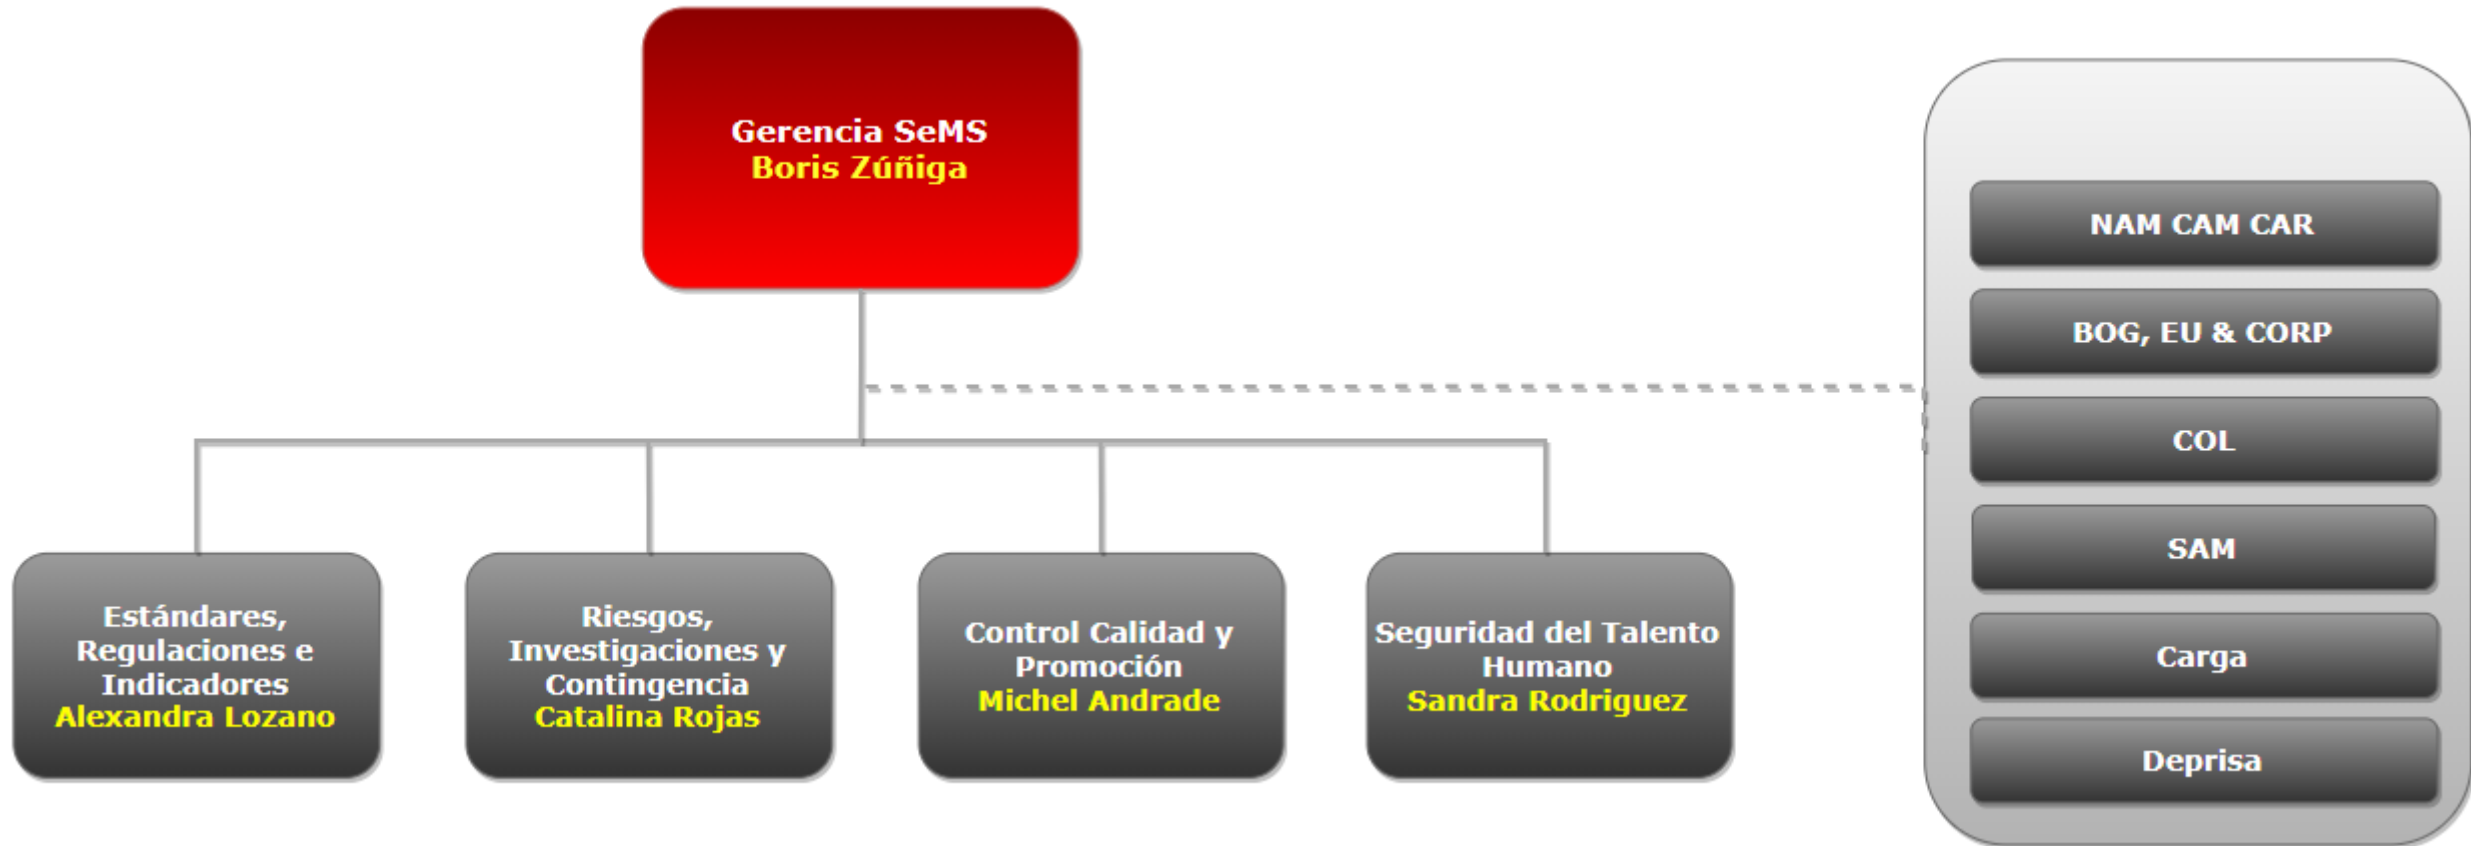 Gerencia SeMS
Boris Zúñiga
Estándares,
Regulaciones e
Indicadores
Alexandra Lozano
Riesgos,
Investigaciones y
Contingencia
Catalina Rojas
Control Calidad y
Promoción
Michel Andrade
Seguridad del Talento
Humano
Sandra Rodriguez
NAM CAM CAR
BOG, EU & CORP
COL
SAM
Carga
Deprisa